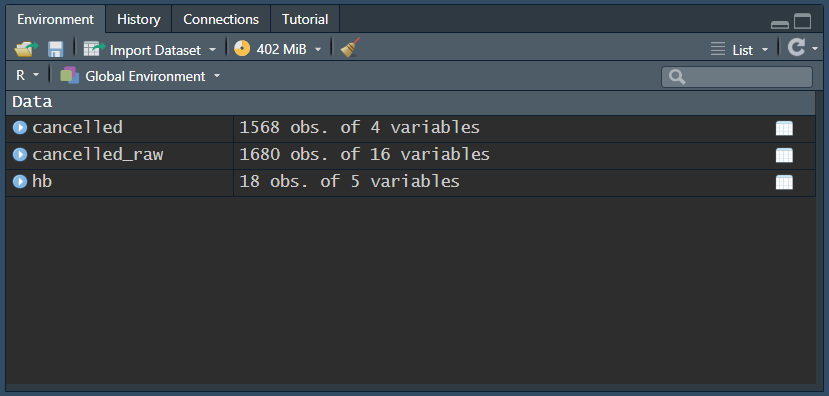 Environment History Connections Tutorial
Import Dataset 402 MiB List
R Global Environment
Data
cancelled 1568 obs. of 4 variables
cancelled_raw 1680 obs. of 16 variables
hb 18 obs. of 5 variables